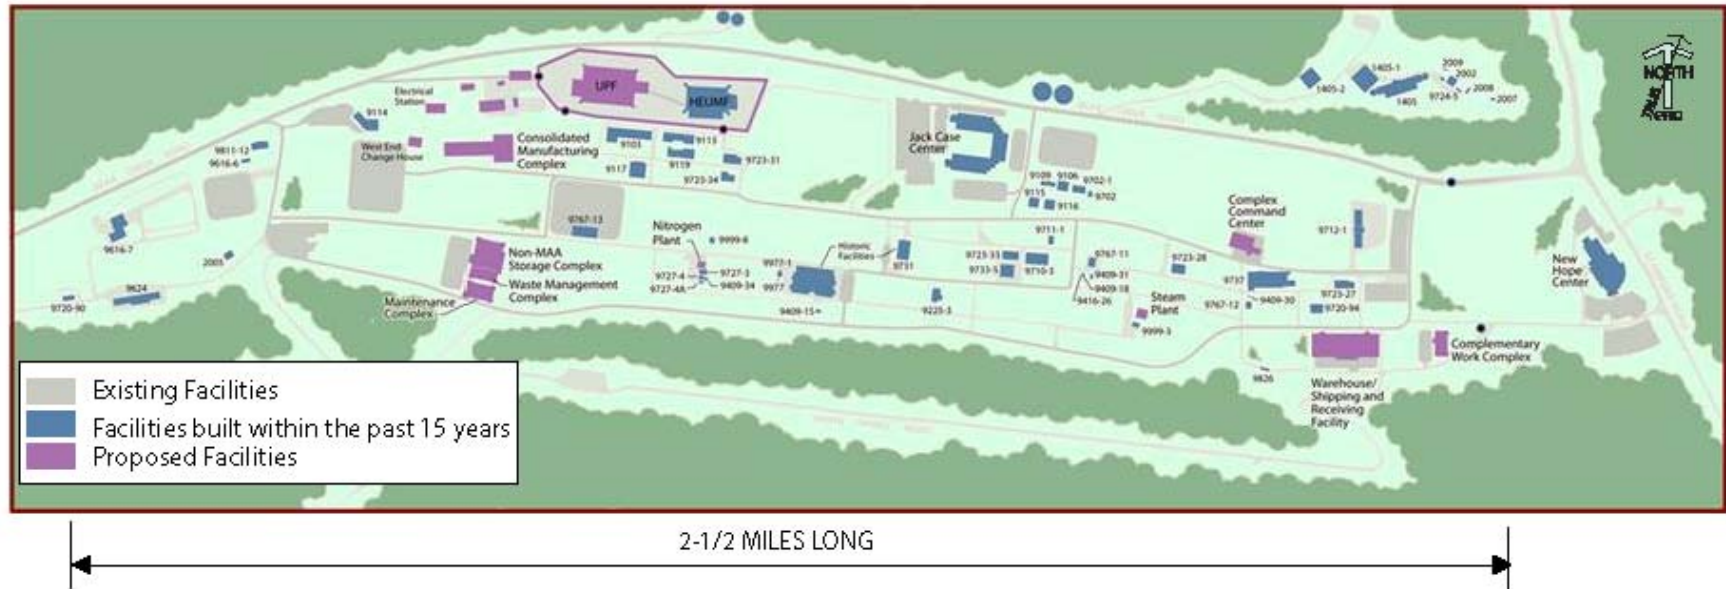 UPF
HEUMF
Electrical
Station
9114
West End
Change House
Consolidated
Manufacturing
Complex
9103
9113
9119
9117
9723-31
9723-34
9811-12
9616-6
9616-7
2005
9720-90
9624
9767-13
Non-MAA
Storage Complex
Waste Management
Complex
Maintenance
Complex
Nitrogen
Plant
9999-8
9727-4
9727-4A
9727-3
9409-34
9977-1
9977
9409-15
Historic
Facilities
9731
Jack Case
Center
9109
9106
9702-1
9702
9115
9116
9711-1
9723-33
9733-5
9710-3
9225-3
9767-11
9409-31
9409-18
9416-26
Steam
Plant
9999-3
9723-28
Complex
Command
Center
9712-1
9737
9767-12
9409-30
9723-27
9720-94
9826
Warehouse/
Shipping and
Receiving
Facility
Complementary
Work Complex
New
Hope
Center
1405-2
1405-1
1405
2009
2002
9724-5
2008
2007
NORTH
Existing Facilities
Facilities built within the past 15 years
Proposed Facilities
2-1/2 MILES LONG